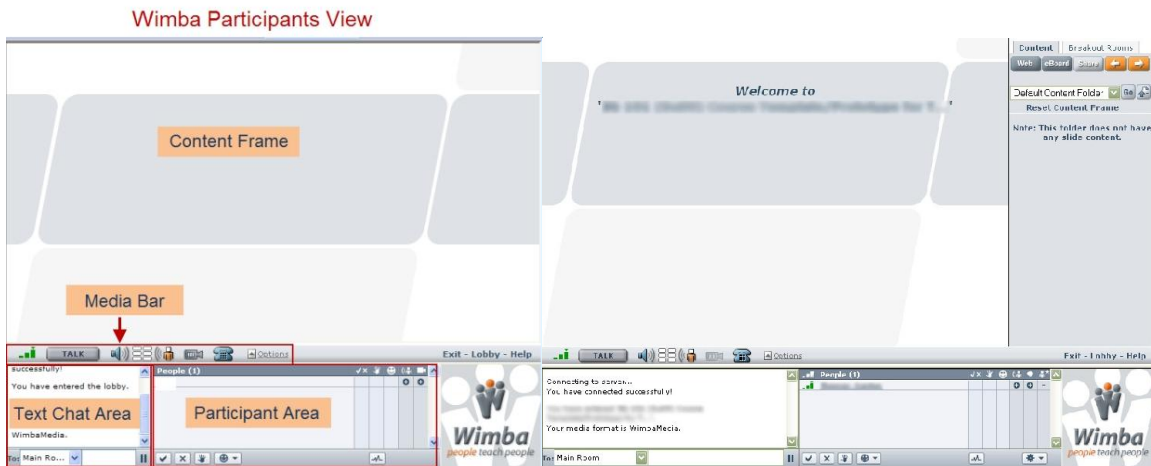 Wimba Participants View
Content Frame
Media Bar
TALK
Options
Exit - Lobby - Help
successfully!
You have entered the lobby.
Text Chat Area
WimbaMedia.
To: Main Ro...
People (1)
Participant Area
Wimba
people teach people
Welcome to
Content
Breakout Rooms
Web
eBoard
Share
Default Content Folder
Go
Reset Content Frame
Note: This folder does not have
any slide content.
TALK
Options
Exit - Lobby - Help
Connecting to server...
You have connected successfully!
Your media format is WimbaMedia.
To: Main Room
People (1)
Wimba
people teach people